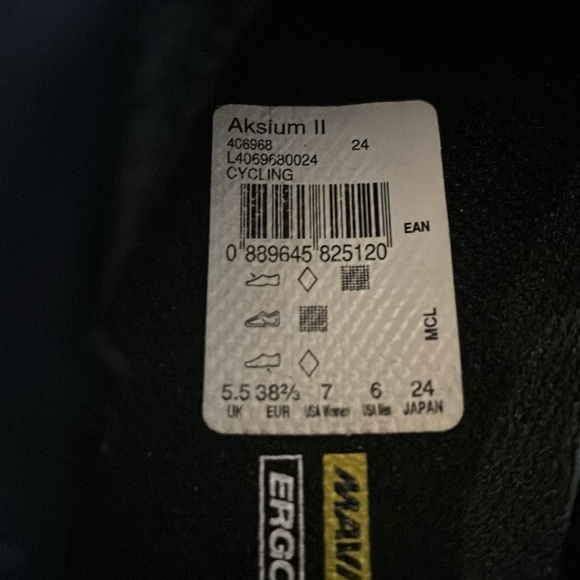 Aksium II
406968 24
L4069680024
CYCLING
EAN
0 889645 825120
MCL
5.5 38⅔ 7 6 24
UK EUR USA Women USA Men JAPAN
ERGO
MAVI